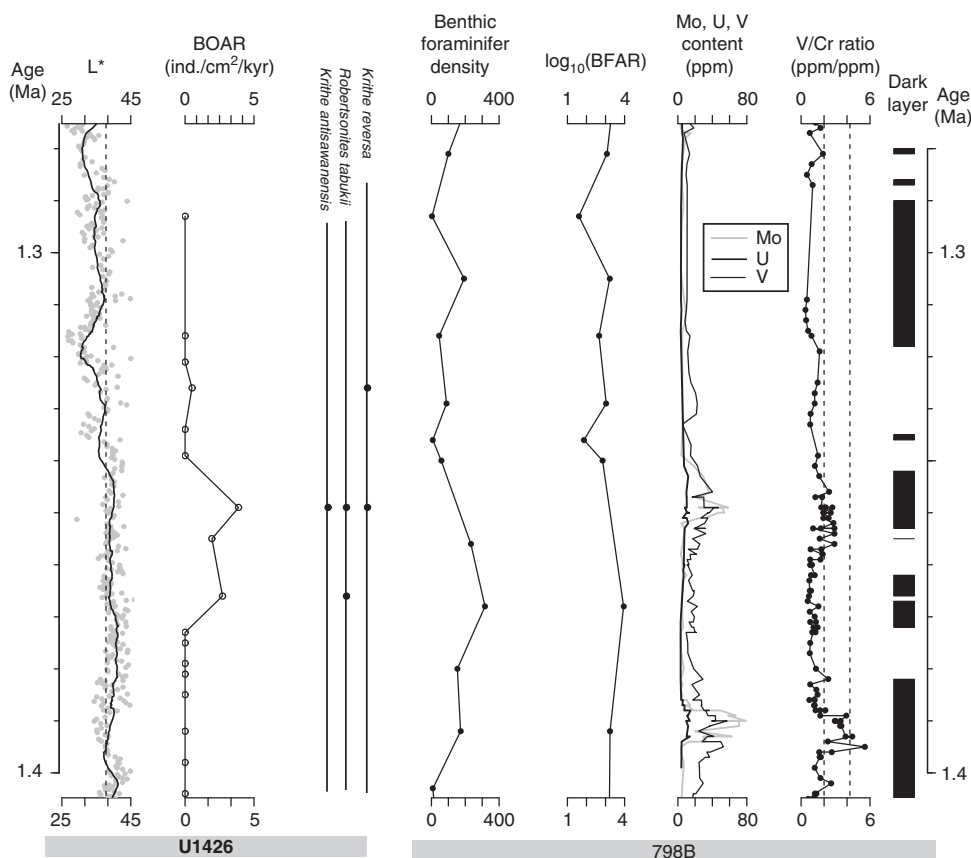 Age
(Ma)
L*
25 45
BOAR
(ind./cm2/kyr)
0 5
Krithe antisawanensis
Robertsonites tabukii
Krithe reversa
Benthic
foraminifer
density
0 400
log10(BFAR)
1 4
Mo, U, V
content
(ppm)
0 80
V/Cr ratio
(ppm/ppm)
0 6
Dark
layer
Age
(Ma)
Mo
U
V
1.3
1.3
1.4
1.4
25 45
0 5
0 400
1 4
0 80
0 6
U1426
798B